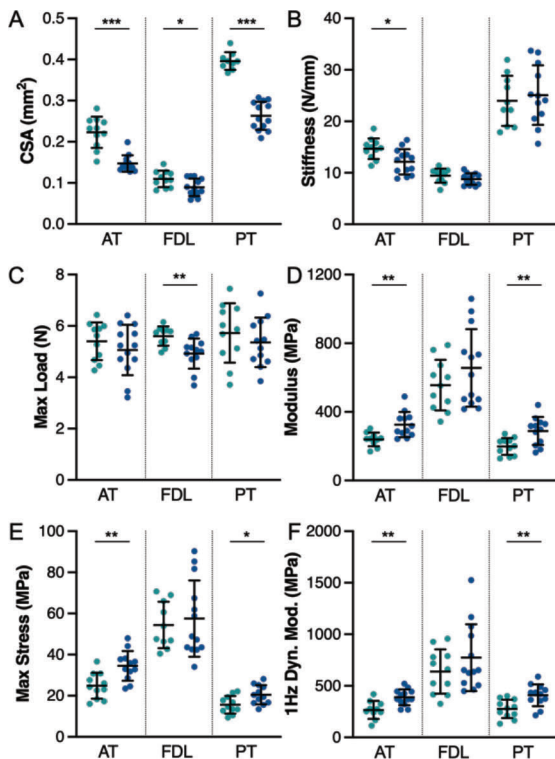 A
CSA (mm²)
0.4
0.3
0.2
0.1
0.0
***
*
***
AT FDL PT
B
Stiffness (N/mm)
40
30
20
10
0
*
AT FDL PT
C
Max Load (N)
8
6
4
2
0
**
AT FDL PT
D
Modulus (MPa)
1200
800
400
0
**
**
AT FDL PT
E
Max Stress (MPa)
100
80
60
40
20
0
**
*
AT FDL PT
F
1Hz Dyn. Mod. (MPa)
2000
1500
1000
500
0
**
**
AT FDL PT